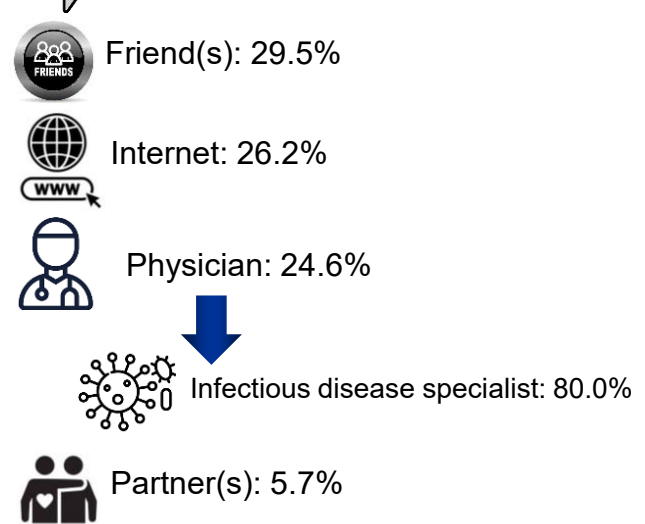 FRIENDS
Friend(s): 29.5%
Internet: 26.2%
WWW
Physician: 24.6%
Infectious disease specialist: 80.0%
Partner(s): 5.7%